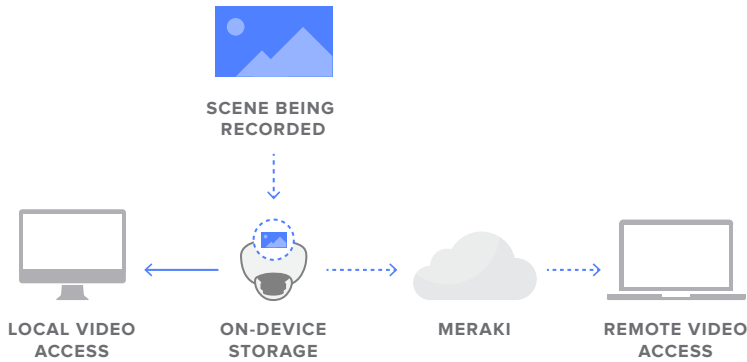 SCENE BEING
RECORDED
LOCAL VIDEO
ACCESS
ON-DEVICE
STORAGE
MERAKI
REMOTE VIDEO
ACCESS